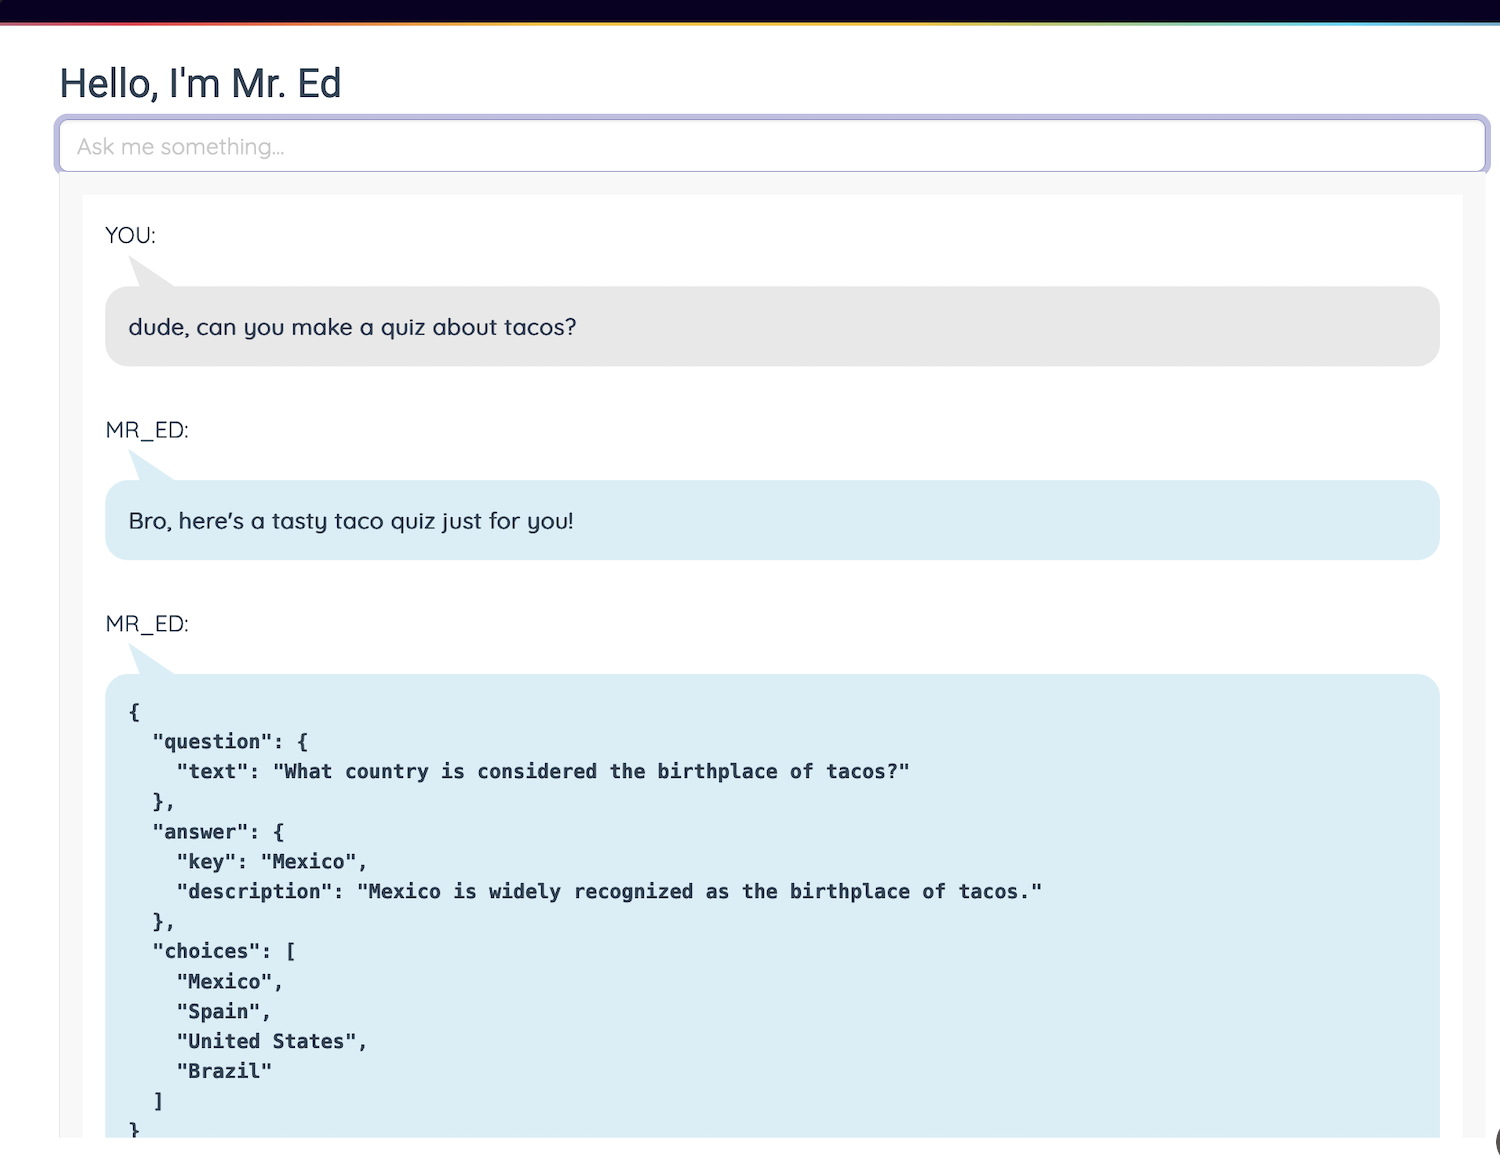 Hello, I'm Mr. Ed
Ask me something...
YOU:
dude, can you make a quiz about tacos?
MR_ED:
Bro, here's a tasty taco quiz just for you!
MR_ED:
{
  "question": {
    "text": "What country is considered the birthplace of tacos?"
  },
  "answer": {
    "key": "Mexico",
    "description": "Mexico is widely recognized as the birthplace of tacos."
  },
  "choices": [
    "Mexico",
    "Spain",
    "United States",
    "Brazil"
  ]
}